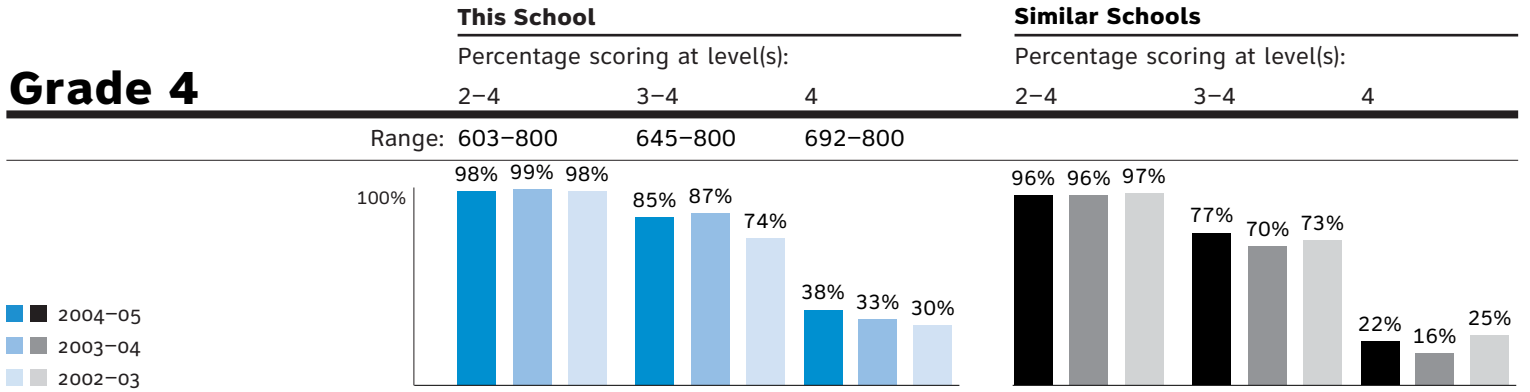 This School Similar Schools
Percentage scoring at level(s): Percentage scoring at level(s):
Grade 4 2–4 3–4 4 2–4 3–4 4
Range: 603–800 645–800 692–800
98% 99% 98% 96% 96% 97%
100% 85% 87% 74% 77% 70% 73%
38% 33% 30% 22% 16% 25%
2004–05
2003–04
2002–03